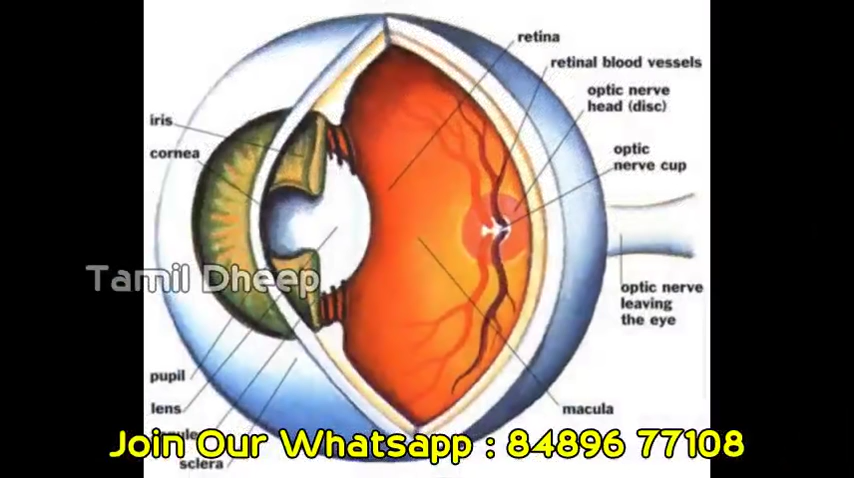 retina
retinal blood vessels
optic nerve
head (disc)
iris
cornea
optic
nerve cup
Tamil Dheep
optic nerve
leaving
the eye
pupil
lens
macula
Join Our Whatsapp : 84896 77108
sclera